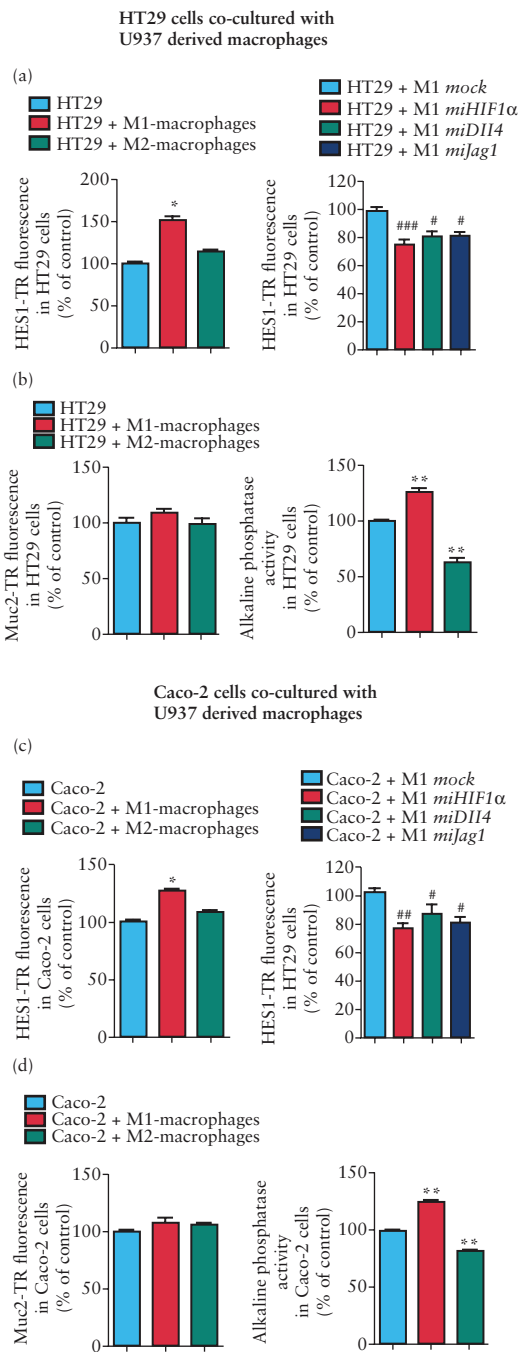 HT29 cells co-cultured with
U937 derived macrophages
(a)
HT29
HT29 + M1-macrophages
HT29 + M2-macrophages
HES1-TR fluorescence
in HT29 cells
(% of control)
150
100
50
0
*
HT29 + M1 mock
HT29 + M1 miHIF1α
HT29 + M1 miDII4
HT29 + M1 miJag1
HES1-TR fluorescence
in HT29 cells
(% of control)
120
100
80
60
40
20
0
###
#
#
(b)
HT29
HT29 + M1-macrophages
HT29 + M2-macrophages
Muc2-TR fluorescence
in HT29 cells
(% of control)
150
100
50
0
Alkaline phosphatase
activity
in HT29 cells
(% of control)
150
100
50
0
**
**
Caco-2 cells co-cultured with
U937 derived macrophages
(c)
Caco-2
Caco-2 + M1-macrophages
Caco-2 + M2-macrophages
HES1-TR fluorescence
in Caco-2 cells
(% of control)
150
100
50
0
*
Caco-2 + M1 mock
Caco-2 + M1 miHIF1α
Caco-2 + M1 miDII4
Caco-2 + M1 miJag1
HES1-TR fluorescence
in HT29 cells
(% of control)
120
100
80
60
40
20
0
##
#
#
(d)
Caco-2
Caco-2 + M1-macrophages
Caco-2 + M2-macrophages
Muc2-TR fluorescence
in Caco-2 cells
(% of control)
150
100
50
0
Alkaline phosphatase
activity
in Caco-2 cells
(% of control)
150
100
50
0
**
**